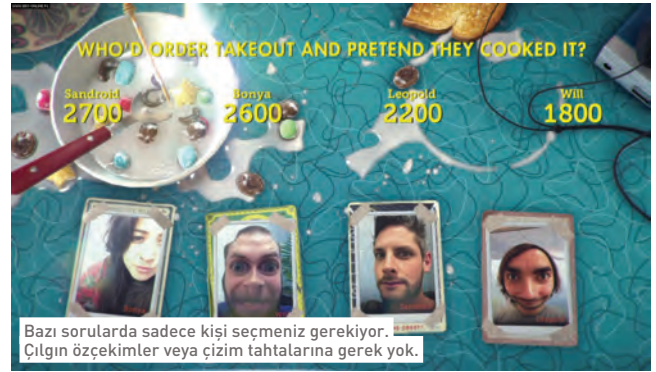 WHO'D ORDER TAKEOUT AND PRETEND THEY COOKED IT?
Sandroid Sonya Leopold Will
2700 2600 2200 1800
Bazı sorularda sadece kişi seçmeniz gerekiyor.
Çılgın özçekimler veya çizim tahtalarına gerek yok.